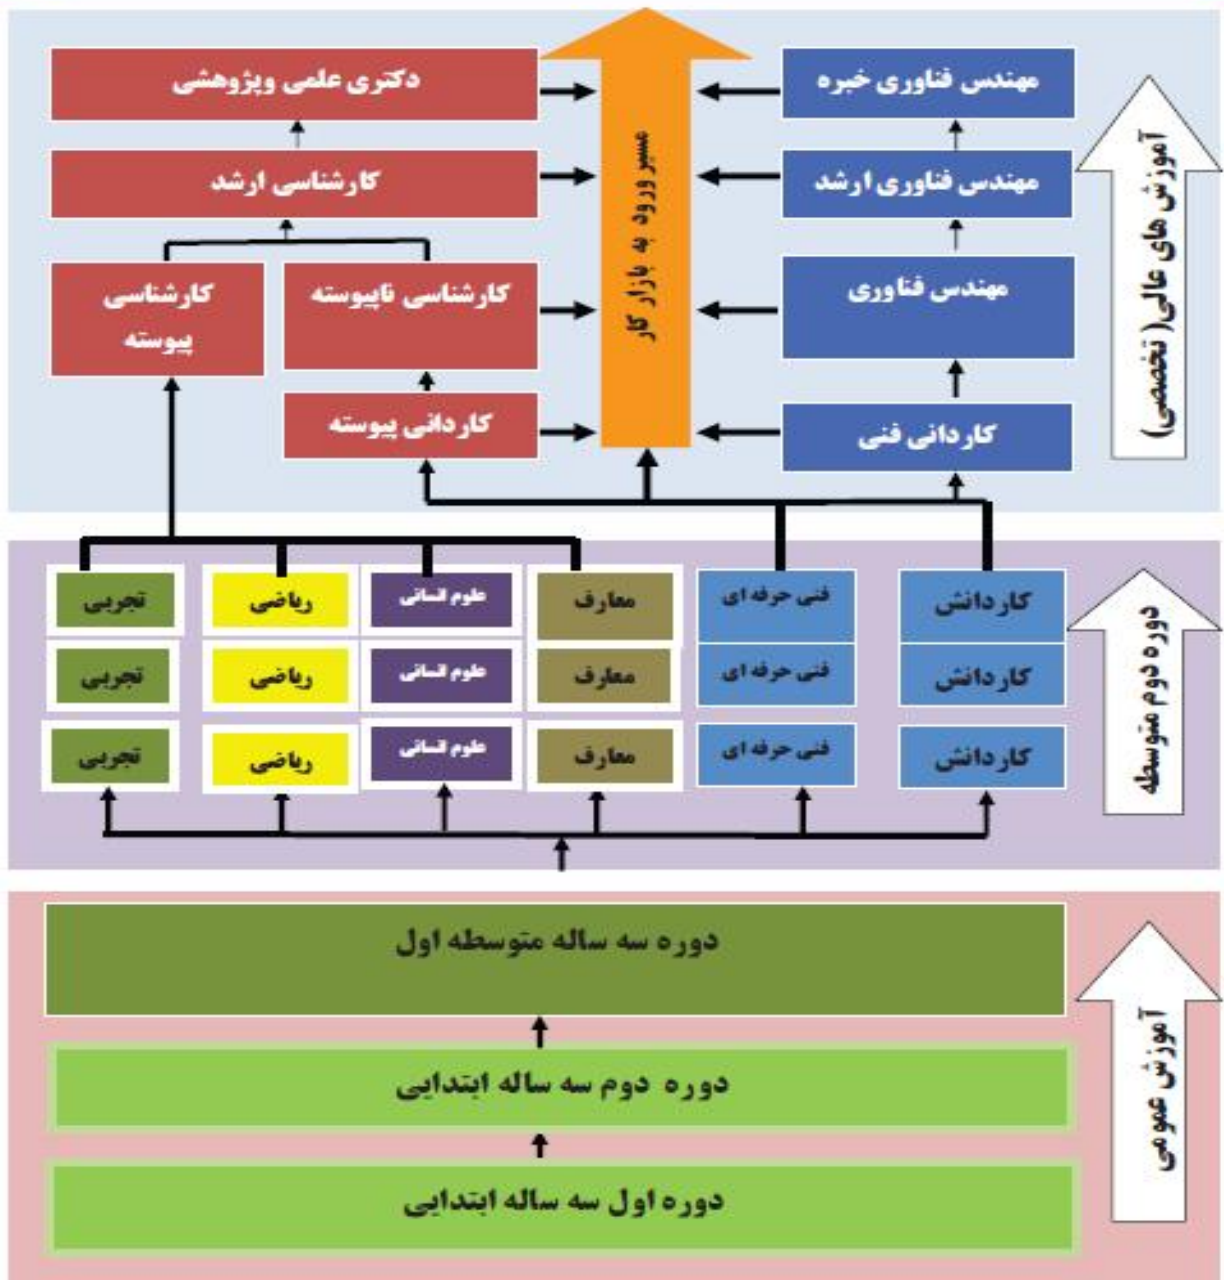 مهندس فناوری خبره
دکتری علمی وپژوهشی
مهندس فناوری ارشد
کارشناسی ارشد
مهندس فناوری
کارشناسی ناپیوسته
کارشناسی
پیوسته
کاردانی فنی
کاردانی پیوسته
مسیر ورود به بازار کار
آموزش های عالی( تخصصی)
کاردانش
فنی حرفه ای
معارف
علوم انسانی
ریاضی
تجربی
کاردانش
فنی حرفه ای
معارف
علوم انسانی
ریاضی
تجربی
کاردانش
فنی حرفه ای
معارف
علوم انسانی
ریاضی
تجربی
دوره دوم متوسطه
دوره سه ساله متوسطه اول
دوره دوم سه ساله ابتدایی
دوره اول سه ساله ابتدایی
آموزش عمومی